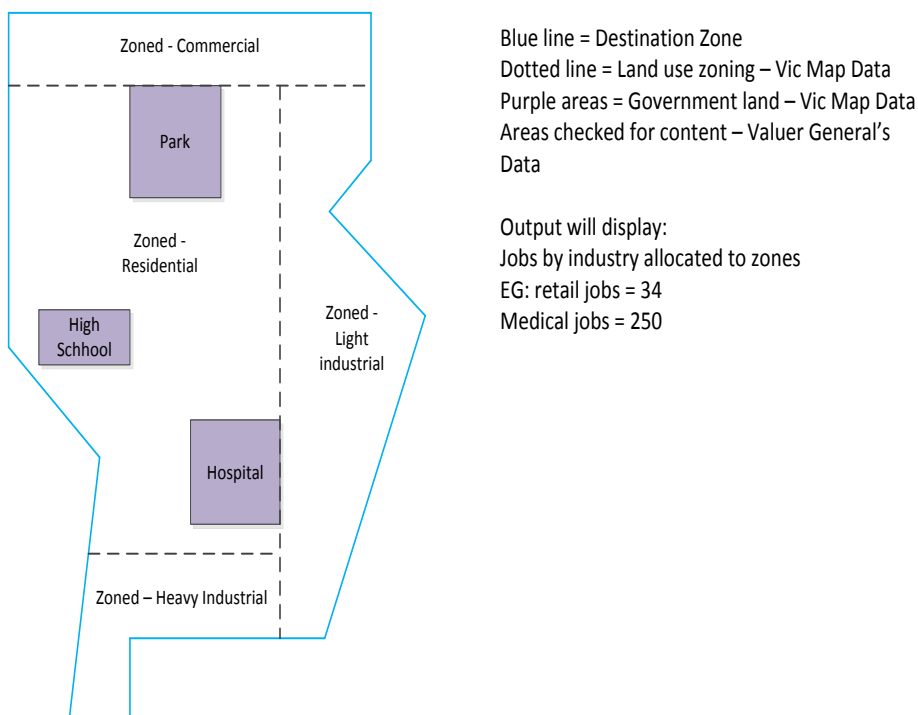 Zoned - Commercial
Park
Zoned -
Residential
High
Schhool
Zoned -
Light
industrial
Hospital
Zoned – Heavy Industrial
Blue line = Destination Zone
Dotted line = Land use zoning – Vic Map Data
Purple areas = Government land – Vic Map Data
Areas checked for content – Valuer General’s
Data
Output will display:
Jobs by industry allocated to zones
EG: retail jobs = 34
Medical jobs = 250